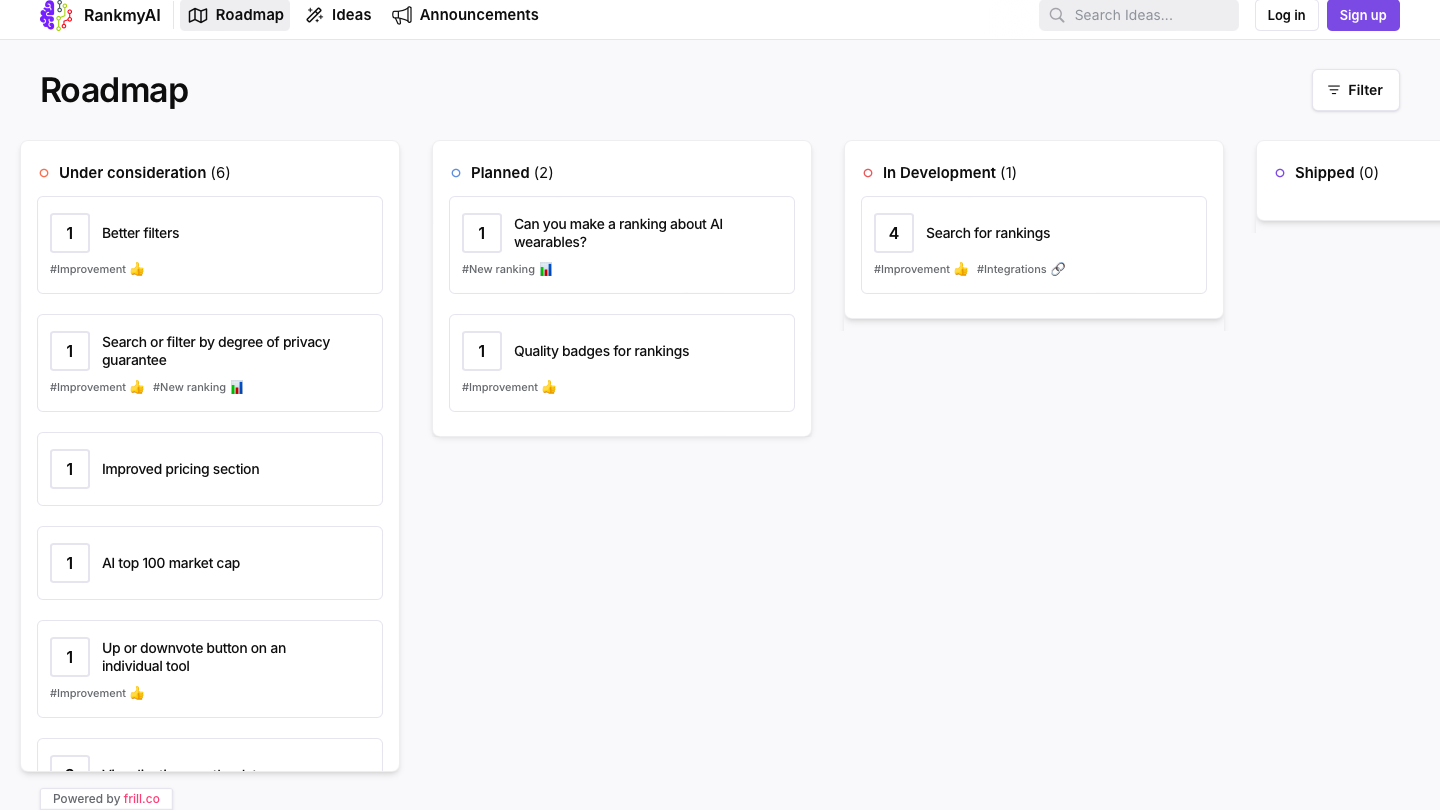 RankmyAI
Roadmap
Ideas
Announcements
Search Ideas...
Log in
Sign up
Roadmap
Filter
Under consideration (6)
1
Better filters
#Improvement 👍
1
Search or filter by degree of privacy
guarantee
#Improvement 👍 #New ranking 📊
1
Improved pricing section
1
AI top 100 market cap
1
Up or downvote button on an
individual tool
#Improvement 👍
Planned (2)
1
Can you make a ranking about AI
wearables?
#New ranking 📊
1
Quality badges for rankings
#Improvement 👍
In Development (1)
4
Search for rankings
#Improvement 👍 #Integrations 🔗
Shipped (0)
Powered by frill.co